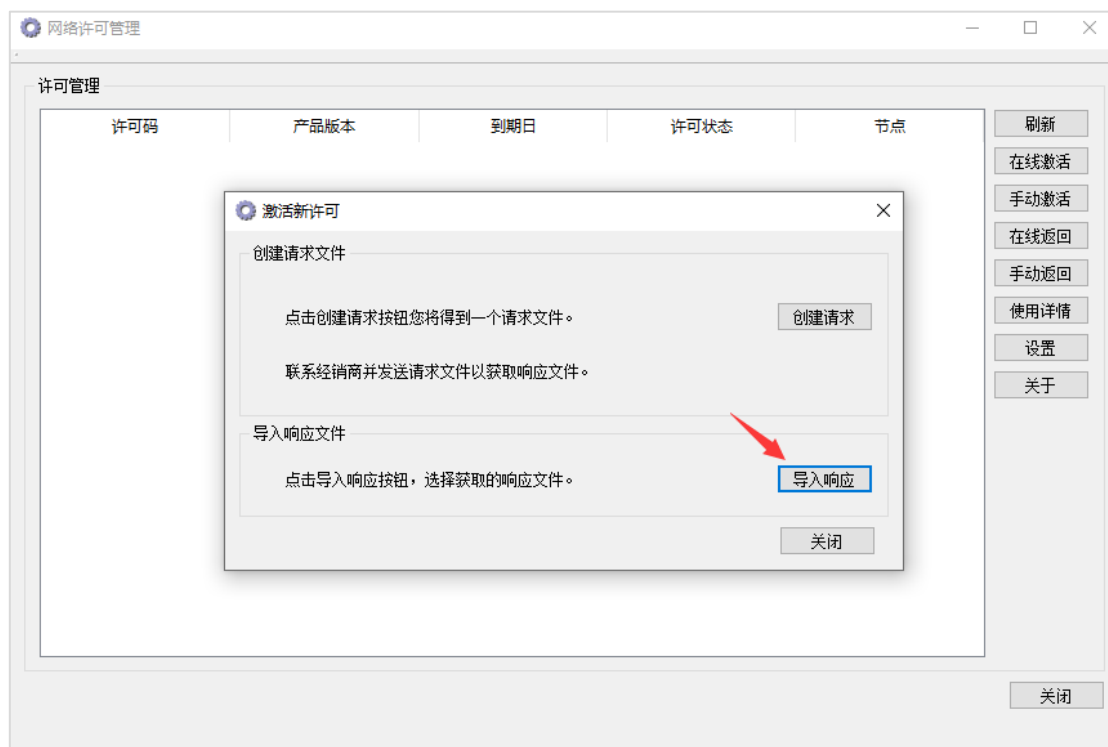 网络许可管理
许可管理
许可码 产品版本 到期日 许可状态 节点
刷新
在线激活
手动激活
在线返回
手动返回
使用详情
设置
关于
激活新许可
创建请求文件
点击创建请求按钮您将得到一个请求文件。 创建请求
联系经销商并发送请求文件以获取响应文件。
导入响应文件
点击导入响应按钮，选择获取的响应文件。 导入响应
关闭
关闭